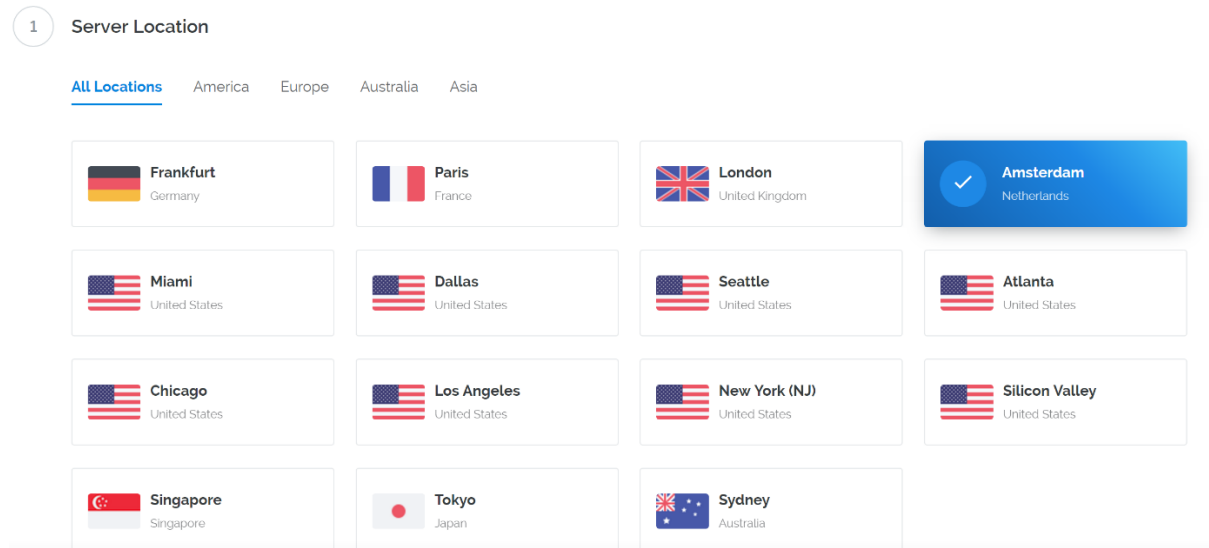 1 Server Location
All Locations America Europe Australia Asia
Frankfurt
Germany
Paris
France
London
United Kingdom
Amsterdam
Netherlands
Miami
United States
Dallas
United States
Seattle
United States
Atlanta
United States
Chicago
United States
Los Angeles
United States
New York (NJ)
United States
Silicon Valley
United States
Singapore
Singapore
Tokyo
Japan
Sydney
Australia